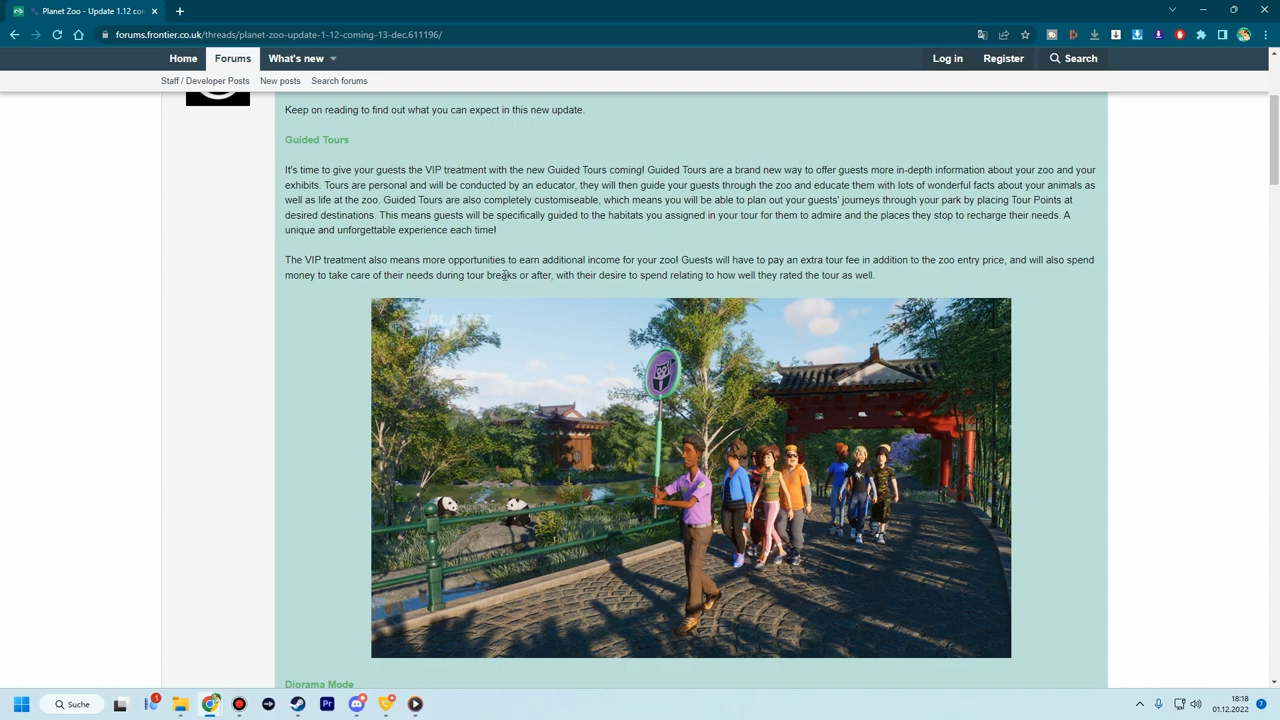 Planet Zoo - Update 1.12 con
forums.frontier.co.uk/threads/planet-zoo-update-1-12-coming-13-dec.611196/
Home Forums What's new Log in Register Search
Staff / Developer Posts New posts Search forums
Keep on reading to find out what you can expect in this new update.
Guided Tours
It's time to give your guests the VIP treatment with the new Guided Tours coming! Guided Tours are a brand new way to offer guests more in-depth information about your zoo and your
exhibits. Tours are personal and will be conducted by an educator, they will then guide your guests through the zoo and educate them with lots of wonderful facts about your animals as
well as life at the zoo. Guided Tours are also completely customiseable, which means you will be able to plan out your guests' journeys through your park by placing Tour Points at
desired destinations. This means guests will be specifically guided to the habitats you assigned in your tour for them to admire and the places they stop to recharge their needs. A
unique and unforgettable experience each time!
The VIP treatment also means more opportunities to earn additional income for your zoo! Guests will have to pay an extra tour fee in addition to the zoo entry price, and will also spend
money to take care of their needs during tour breaks or after, with their desire to spend relating to how well they rated the tour as well.
PLANET
Diorama Mode
Suche
1
Pr
18:18
01.12.2022
7